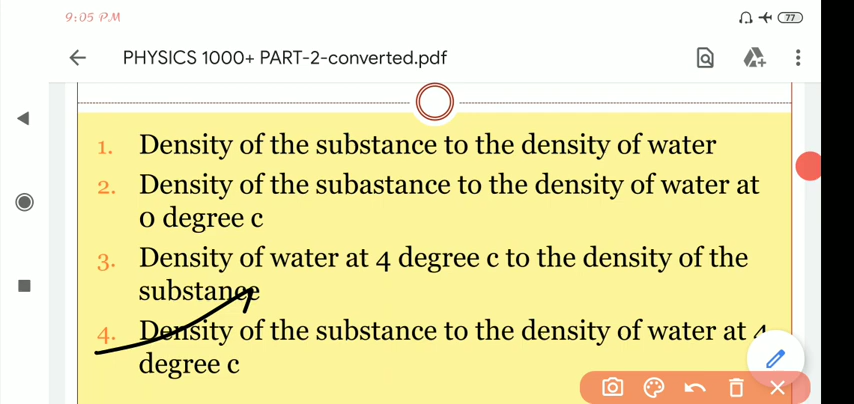 9:05 PM
77
PHYSICS 1000+ PART-2-converted.pdf
1. Density of the substance to the density of water
2. Density of the subastance to the density of water at
0 degree c
3. Density of water at 4 degree c to the density of the
substance
4. Density of the substance to the density of water at 4
degree c